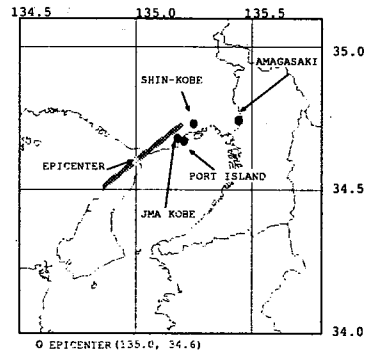 134.5 135.0 135.5
35.0
AMAGASAKI
SHIN-KOBE
EPICENTER
PORT ISLAND
34.5
JMA KOBE
34.0
O EPICENTER (135.0, 34.6)